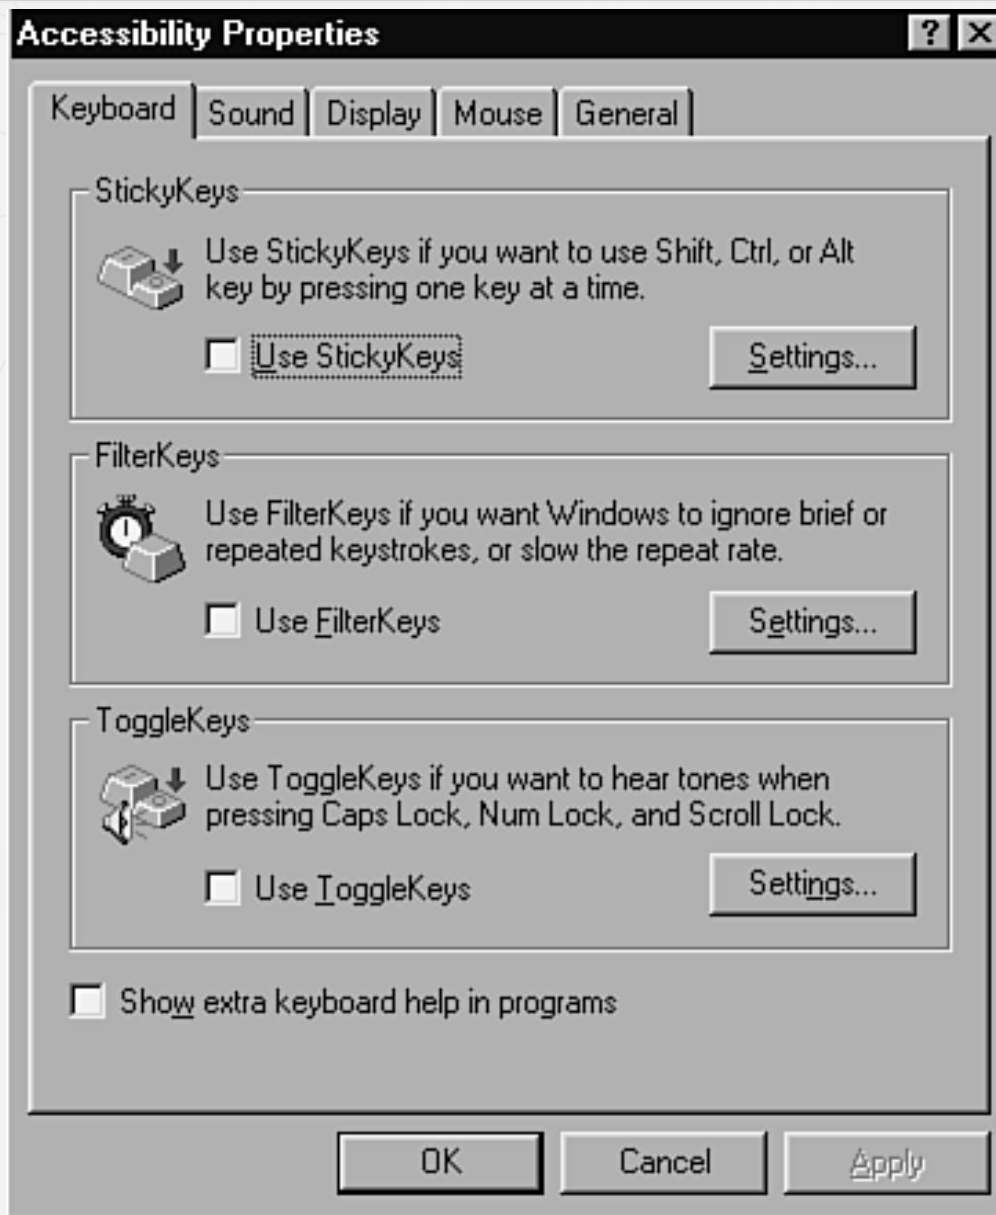 Accessibility Properties
Keyboard Sound Display Mouse General
StickyKeys
Use StickyKeys if you want to use Shift, Ctrl, or Alt
key by pressing one key at a time.
Use StickyKeys Settings...
FilterKeys
Use FilterKeys if you want Windows to ignore brief or
repeated keystrokes, or slow the repeat rate.
Use FilterKeys Settings...
ToggleKeys
Use ToggleKeys if you want to hear tones when
pressing Caps Lock, Num Lock, and Scroll Lock.
Use ToggleKeys Settings...
Show extra keyboard help in programs
OK Cancel Apply